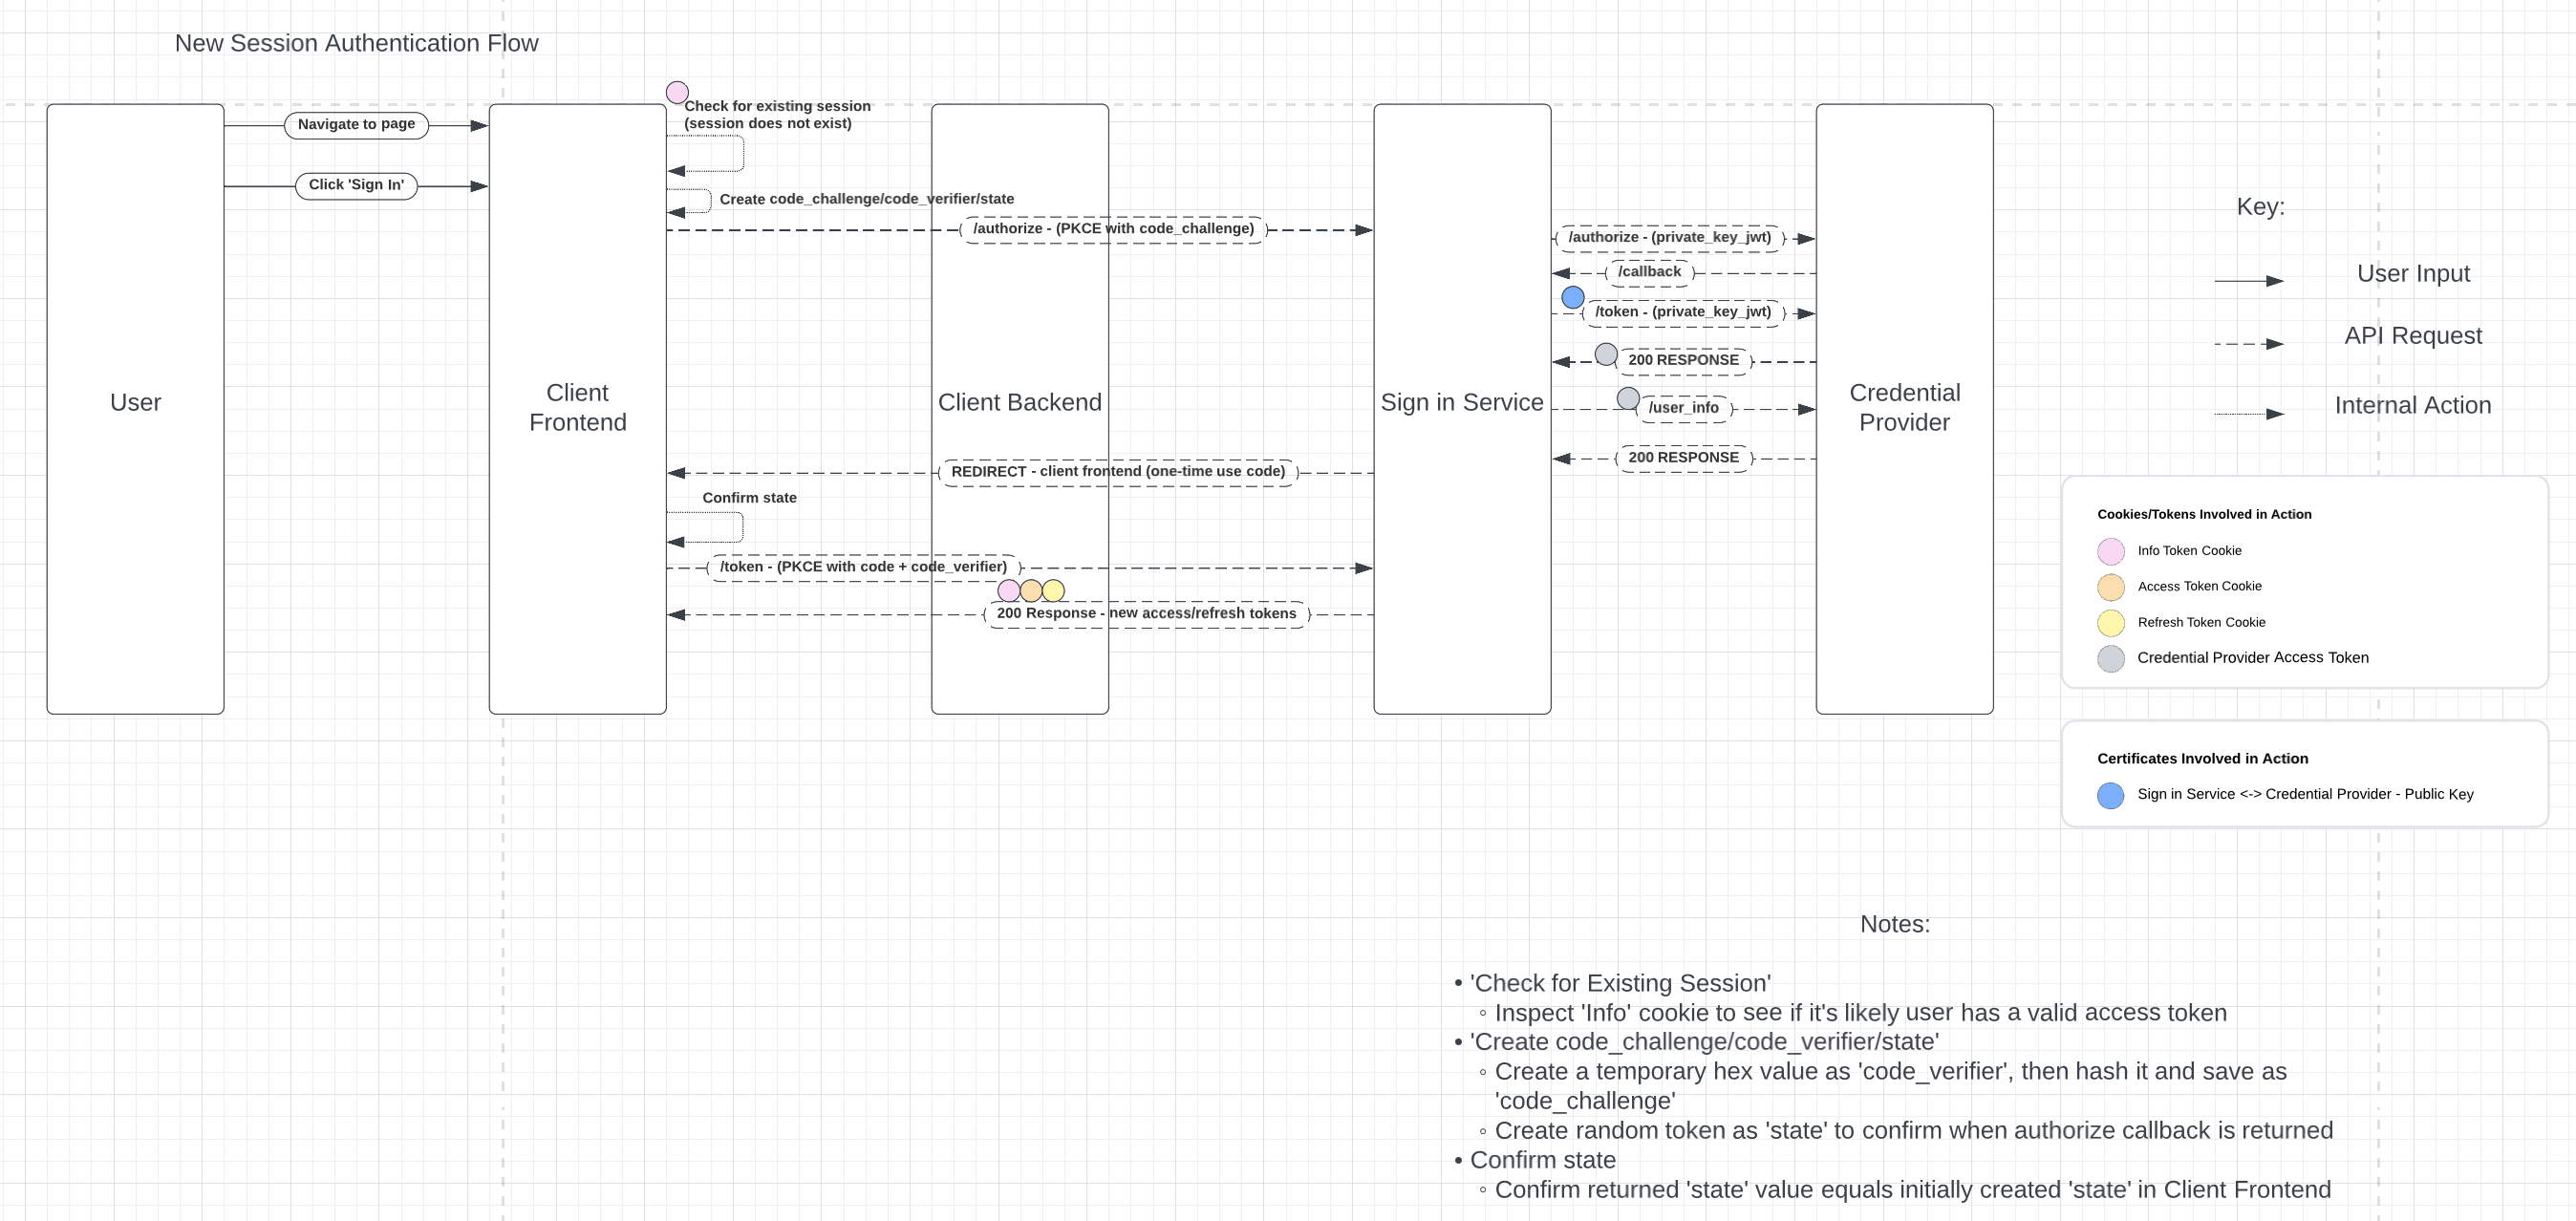 New Session Authentication Flow
Navigate to page
Click 'Sign In'
Check for existing session
(session does not exist)
Create code_challenge/code_verifier/state
/authorize - (PKCE with code_challenge)
/authorize - (private_key_jwt)
/callback
/token - (private_key_jwt)
200 RESPONSE
/user_info
200 RESPONSE
User
Client
Frontend
Client Backend
Sign in Service
Credential
Provider
REDIRECT - client frontend (one-time use code)
Confirm state
/token - (PKCE with code + code_verifier)
200 Response - new access/refresh tokens
Key:
User Input
API Request
Internal Action
Cookies/Tokens Involved in Action
Info Token Cookie
Access Token Cookie
Refresh Token Cookie
Credential Provider Access Token
Certificates Involved in Action
Sign in Service <-> Credential Provider - Public Key
Notes:
• 'Check for Existing Session'
◦ Inspect 'Info' cookie to see if it's likely user has a valid access token
• 'Create code_challenge/code_verifier/state'
◦ Create a temporary hex value as 'code_verifier', then hash it and save as
'code_challenge'
◦ Create random token as 'state' to confirm when authorize callback is returned
• Confirm state
◦ Confirm returned 'state' value equals initially created 'state' in Client Frontend